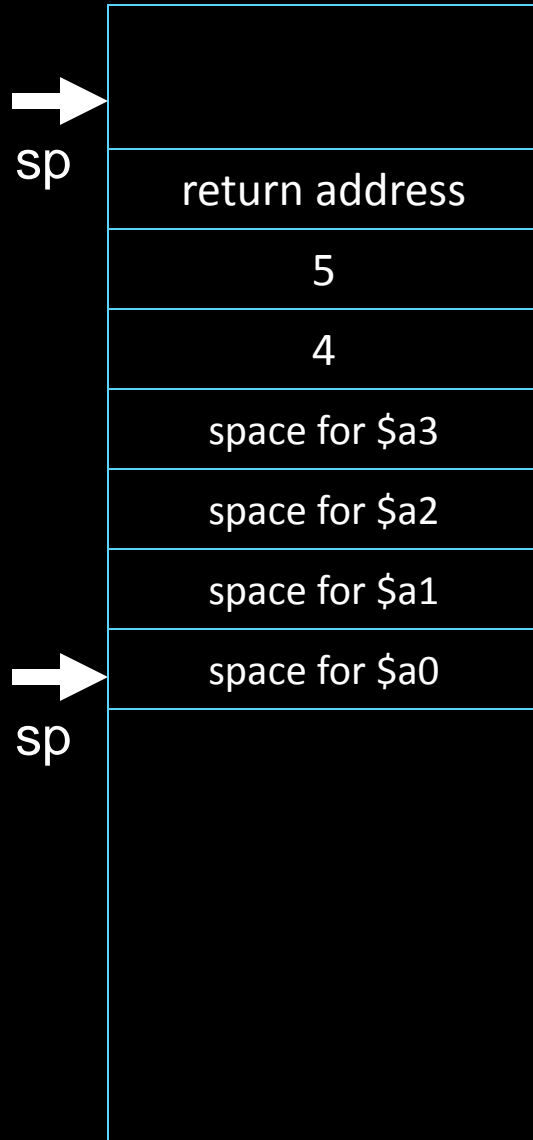 sp
return address
5
4
space for $a3
space for $a2
space for $a1
space for $a0
sp